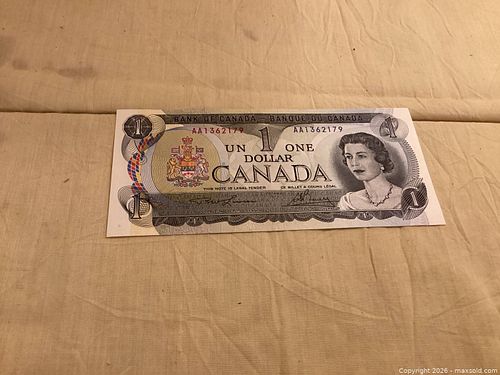 BANK OF CANADA - BANQUE DU CANADA
1 1
AA1362179 AA1362179
UN 1 ONE
DOLLAR
CANADA
THIS NOTE IS LEGAL TENDER CE BILLET A COURS LÉGAL
1 1
Copyright 2026 - maxsold.com